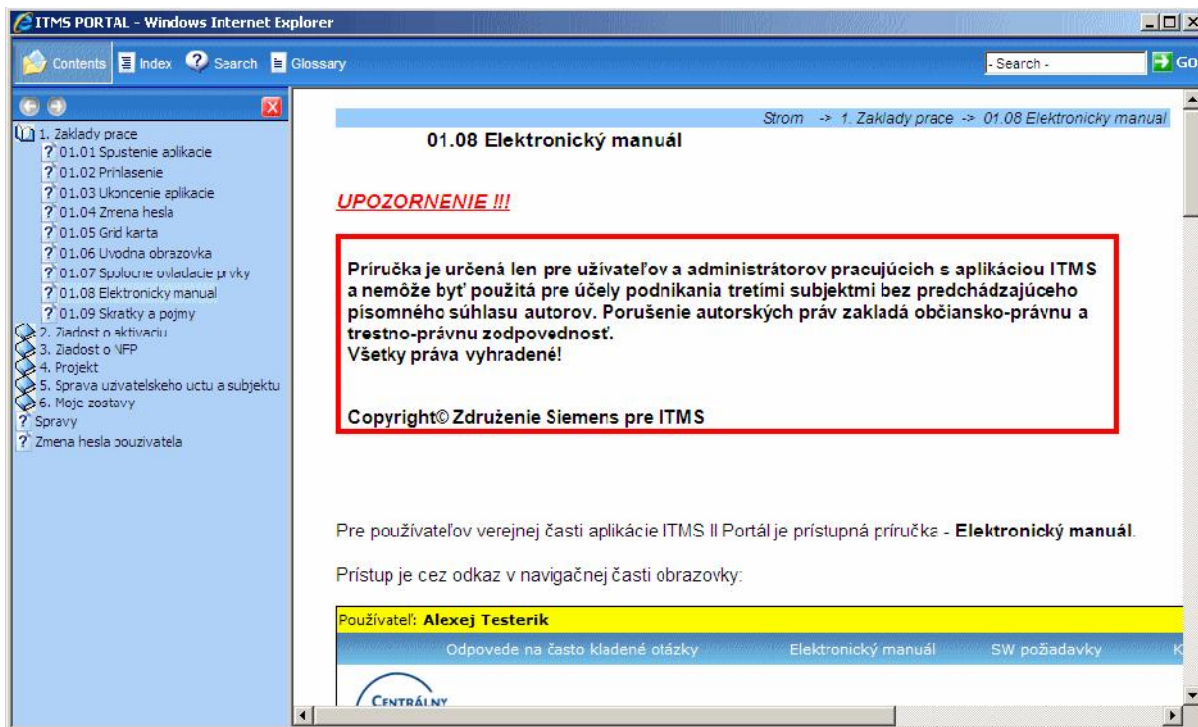 ITMS PORTAL - Windows Internet Explorer
Contents Index Search Glossary - Search - GO
1. Zaklady prace
01.01 Spustenie aplikacie
01.02 Prihlasenie
01.03 Ukoncenie aplikacie
01.04 Zmena hesla
01.05 Grid karta
01.06 Uvodna obrazovka
01.07 Spolocne ovladacie prvky
01.08 Elektronicky manual
01.09 Skratky a pojmy
2. Ziadost o aktivaciu
3. Ziadost o NFP
4. Projekt
5. Sprava uzivatelskeho uctu a subjektu
6. Moje zostavy
Spravy
Zmena hesla pouzivatela
Strom -> 1. Zaklady prace -> 01.08 Elektronicky manual
01.08 Elektronický manuál
UPOZORNENIE !!!
Príručka je určená len pre užívateľov a administrátorov pracujúcich s aplikáciou ITMS
a nemôže byť použitá pre účely podnikania tretími subjektmi bez predchádzajúceho
písomného súhlasu autorov. Porušenie autorských práv zakladá občiansko-právnu a
trestno-právnu zodpovednosť.
Všetky práva vyhradené!
Copyright© Združenie Siemens pre ITMS
Pre používateľov verejnej časti aplikácie ITMS II Portál je prístupná príručka - Elektronický manuál.
Prístup je cez odkaz v navigačnej časti obrazovky:
Používateľ: Alexej Testerik
Odpovede na často kladené otázky Elektronický manuál SW požiadavky K
CENTRÁLNY